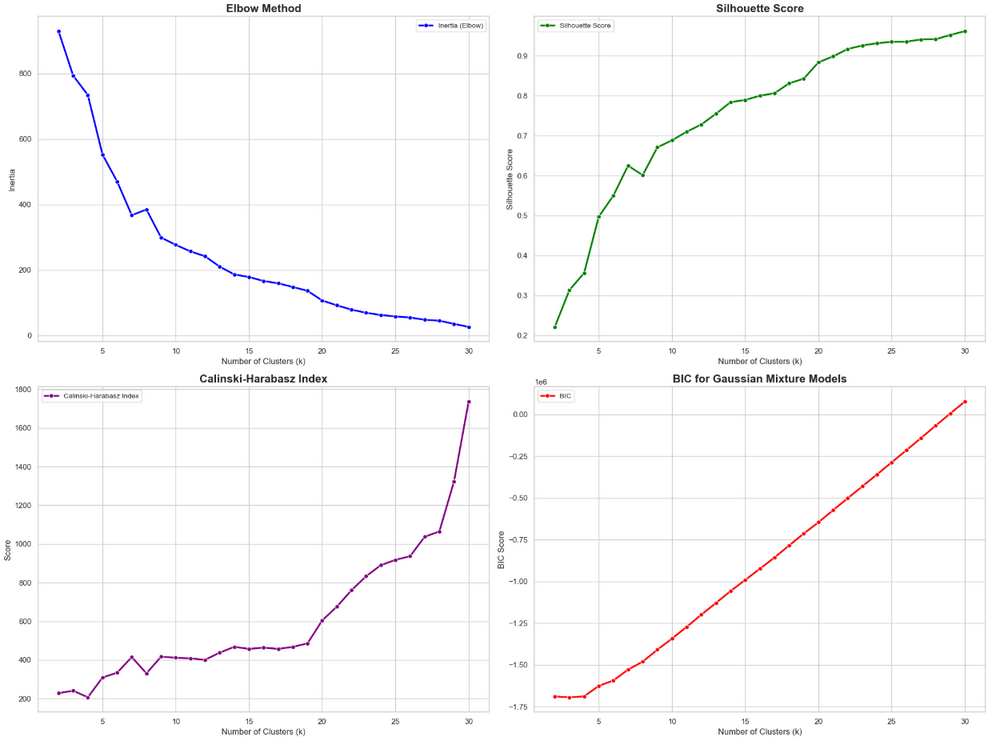 Elbow Method
Inertia (Elbow)
800
600
400
200
0
Inertia
5 10 15 20 25 30
Number of Clusters (k)
Silhouette Score
Silhouette Score
0.9
0.8
0.7
0.6
0.5
0.4
0.3
0.2
Silhouette Score
5 10 15 20 25 30
Number of Clusters (k)
Calinski-Harabasz Index
Calinski-Harabasz Index
1800
1600
1400
1200
1000
800
600
400
200
Score
5 10 15 20 25 30
Number of Clusters (k)
BIC for Gaussian Mixture Models
1e6
BIC
0.00
−0.25
−0.50
−0.75
−1.00
−1.25
−1.50
−1.75
BIC Score
5 10 15 20 25 30
Number of Clusters (k)